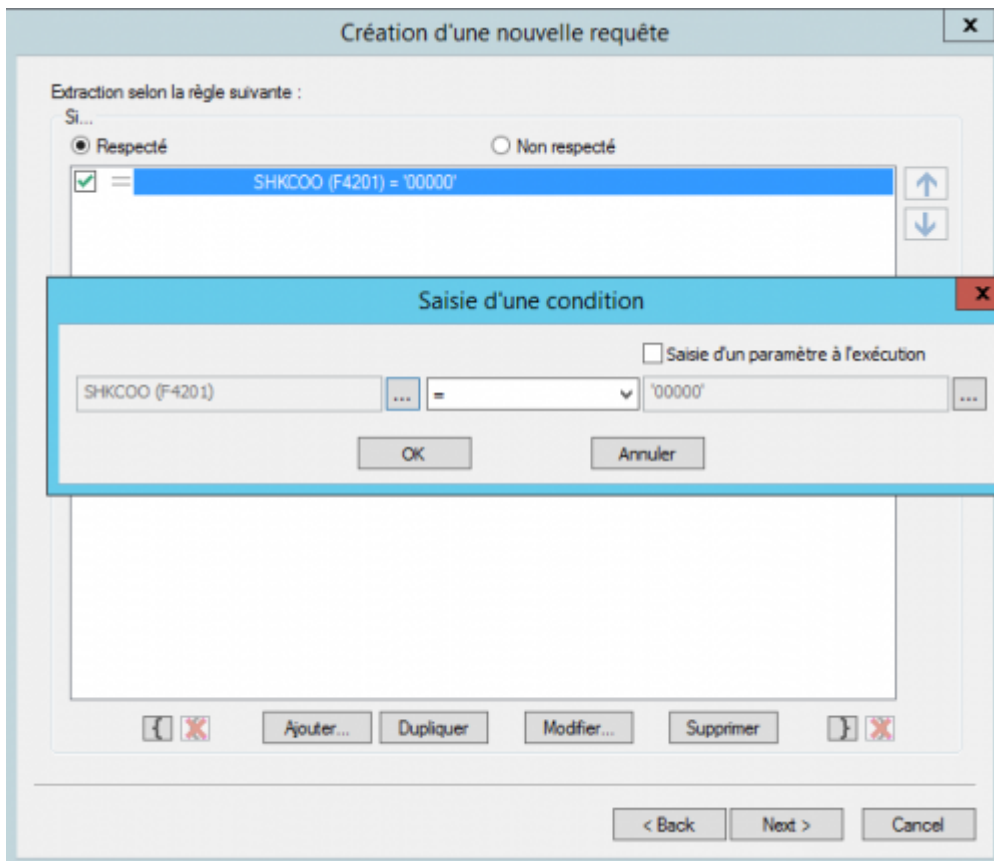 Création d'une nouvelle requête
x
Extraction selon la règle suivante :
Si...
Respecté Non respecté
= SHKCOO (F4201) = '00000'
Saisie d'une condition
x
Saisie d'un paramètre à l'exécution
SHKCOO (F4201) ... = '00000' ...
OK Annuler
{ Ajouter... Dupliquer Modifier... Supprimer }
< Back Next > Cancel